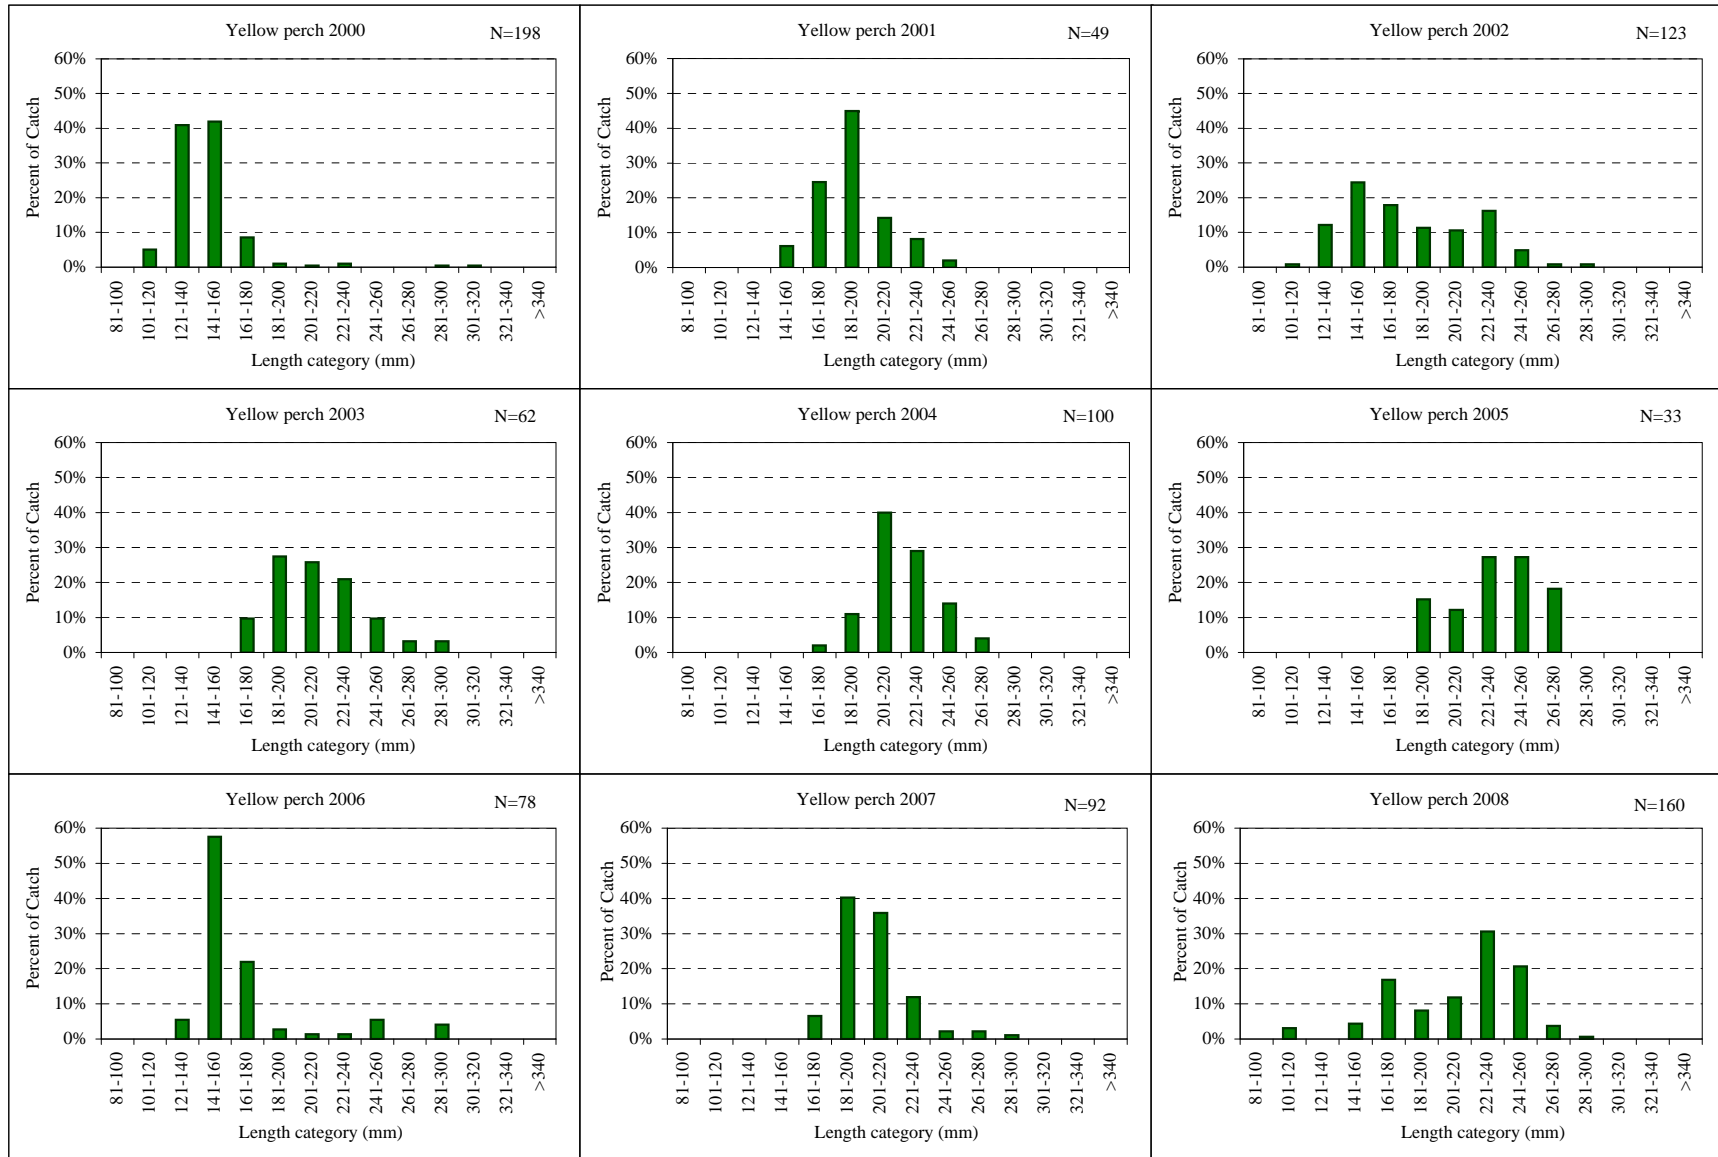 Yellow perch 2000 N=198
60%
50%
40%
30%
20%
10%
0%
Percent of Catch
81-100 101-120 121-140 141-160 161-180 181-200 201-220 221-240 241-260 261-280 281-300 301-320 321-340 >340
Length category (mm)
Yellow perch 2001 N=49
60%
50%
40%
30%
20%
10%
0%
Percent of Catch
81-100 101-120 121-140 141-160 161-180 181-200 201-220 221-240 241-260 261-280 281-300 301-320 321-340 >340
Length category (mm)
Yellow perch 2002 N=123
60%
50%
40%
30%
20%
10%
0%
Percent of Catch
81-100 101-120 121-140 141-160 161-180 181-200 201-220 221-240 241-260 261-280 281-300 301-320 321-340 >340
Length category (mm)
Yellow perch 2003 N=62
60%
50%
40%
30%
20%
10%
0%
Percent of Catch
81-100 101-120 121-140 141-160 161-180 181-200 201-220 221-240 241-260 261-280 281-300 301-320 321-340 >340
Length category (mm)
Yellow perch 2004 N=100
60%
50%
40%
30%
20%
10%
0%
Percent of Catch
81-100 101-120 121-140 141-160 161-180 181-200 201-220 221-240 241-260 261-280 281-300 301-320 321-340 >340
Length category (mm)
Yellow perch 2005 N=33
60%
50%
40%
30%
20%
10%
0%
Percent of Catch
81-100 101-120 121-140 141-160 161-180 181-200 201-220 221-240 241-260 261-280 281-300 301-320 321-340 >340
Length category (mm)
Yellow perch 2006 N=78
60%
50%
40%
30%
20%
10%
0%
Percent of Catch
81-100 101-120 121-140 141-160 161-180 181-200 201-220 221-240 241-260 261-280 281-300 301-320 321-340 >340
Length category (mm)
Yellow perch 2007 N=92
60%
50%
40%
30%
20%
10%
0%
Percent of Catch
81-100 101-120 121-140 141-160 161-180 181-200 201-220 221-240 241-260 261-280 281-300 301-320 321-340 >340
Length category (mm)
Yellow perch 2008 N=160
60%
50%
40%
30%
20%
10%
0%
Percent of Catch
81-100 101-120 121-140 141-160 161-180 181-200 201-220 221-240 241-260 261-280 281-300 301-320 321-340 >340
Length category (mm)